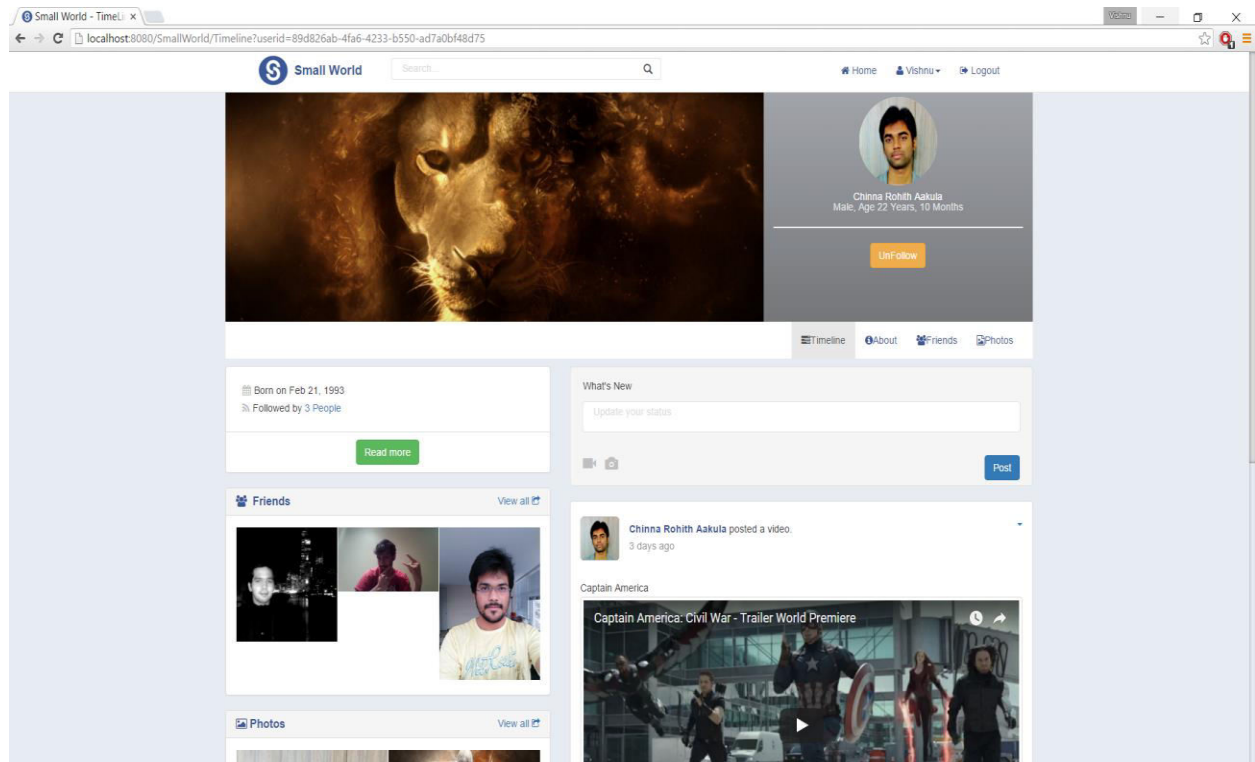 Small World - TimeLi
Vishnu
localhost:8080/SmallWorld/Timeline?userid=89d826ab-4fa6-4233-b550-ad7a0bf48d75
Small World
Search...
Home
Vishnu
Logout
Chinna Rohith Aakula
Male, Age 22 Years, 10 Months
UnFollow
Timeline
About
Friends
Photos
Born on Feb 21, 1993
Followed by 3 People
Read more
What's New
Update your status
Post
Friends
View all
Chinna Rohith Aakula posted a video.
3 days ago
Captain America
Captain America: Civil War - Trailer World Premiere
Photos
View all